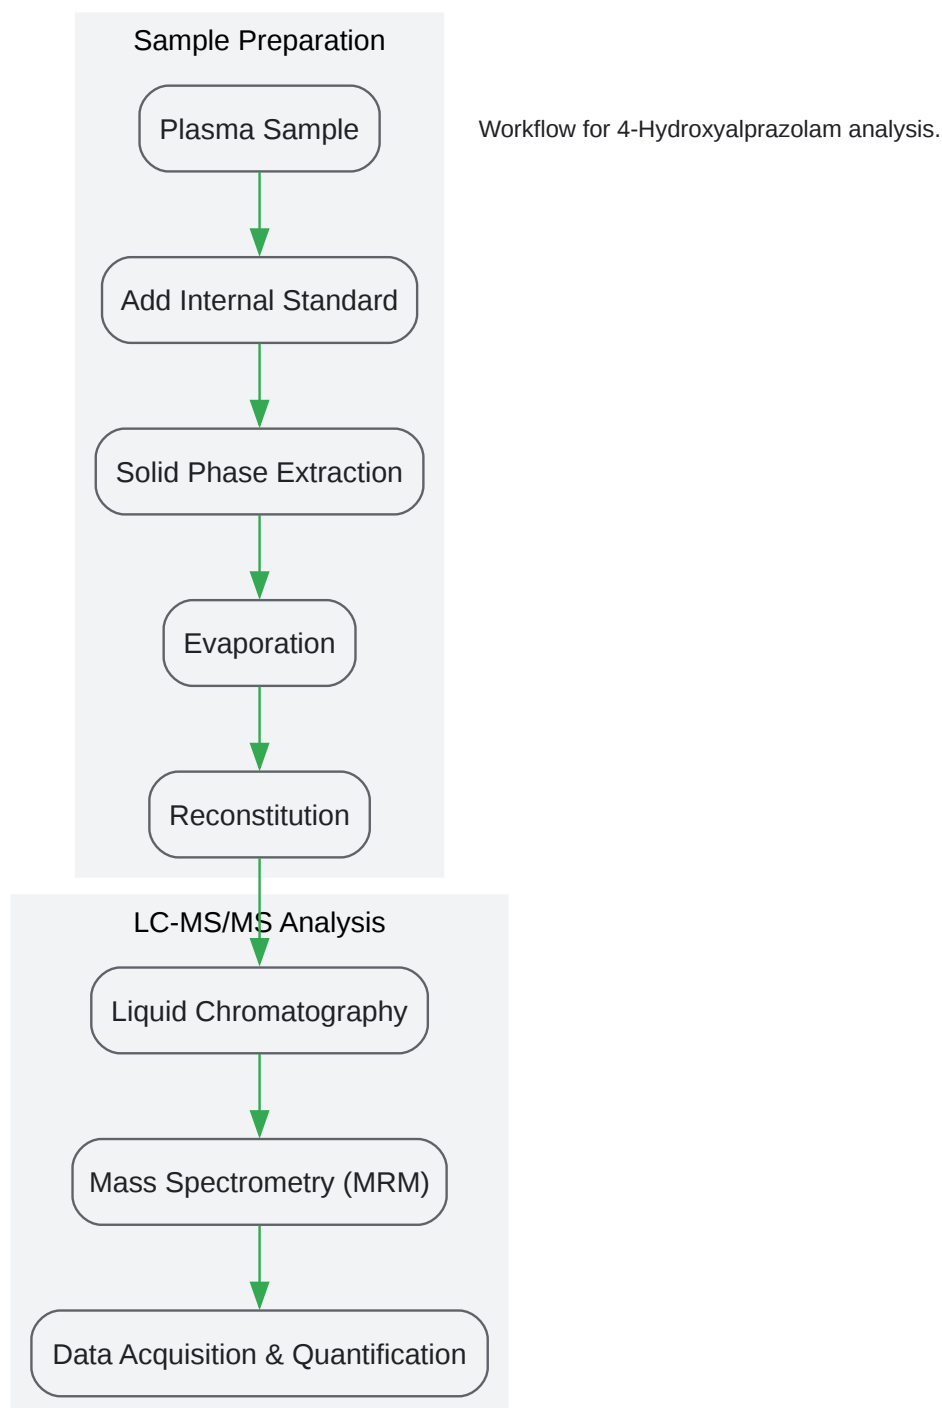 Sample Preparation
Plasma Sample
Workflow for 4-Hydroxyalprazolam analysis.
Add Internal Standard
Solid Phase Extraction
Evaporation
Reconstitution
LC-MS/MS Analysis
Liquid Chromatography
Mass Spectrometry (MRM)
Data Acquisition & Quantification